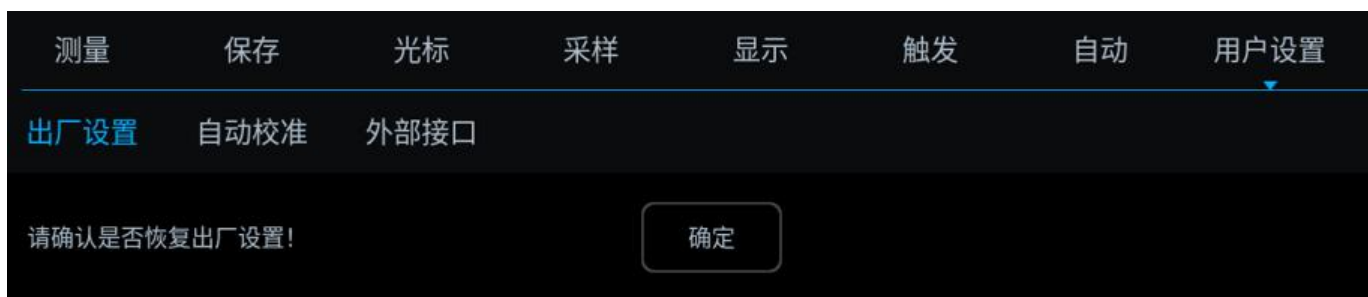 测量 保存 光标 采样 显示 触发 自动 用户设置
出厂设置 自动校准 外部接口
请确认是否恢复出厂设置! 确定